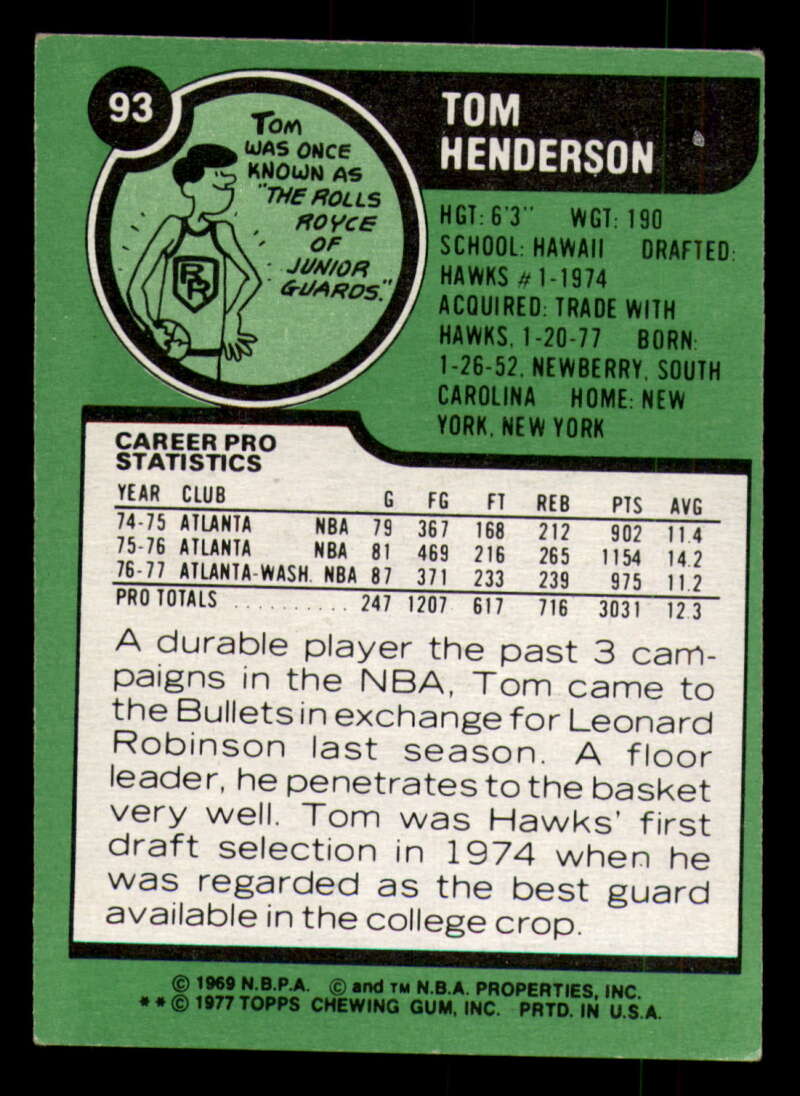 93
TOM
HENDERSON
TOM
WAS ONCE
KNOWN AS
"THE ROLLS
ROYCE
OF
JUNIOR
GUARDS."
RR
HGT: 6'3" WGT: 190
SCHOOL: HAWAII DRAFTED:
HAWKS #1-1974
ACQUIRED: TRADE WITH
HAWKS, 1-20-77 BORN:
1-26-52, NEWBERRY, SOUTH
CAROLINA HOME: NEW
YORK, NEW YORK
CAREER PRO
STATISTICS
YEAR CLUB G FG FT REB PTS AVG
74-75 ATLANTA NBA 79 367 168 212 902 11.4
75-76 ATLANTA NBA 81 469 216 265 1154 14.2
76-77 ATLANTA-WASH. NBA 87 371 233 239 975 11.2
PRO TOTALS .......... 247 1207 617 716 3031 12.3
A durable player the past 3 cam-
paigns in the NBA, Tom came to
the Bullets in exchange for Leonard
Robinson last season. A floor
leader, he penetrates to the basket
very well. Tom was Hawks' first
draft selection in 1974 when he
was regarded as the best guard
available in the college crop.
© 1969 N.B.P.A. © and TM N.B.A. PROPERTIES, INC.
**© 1977 TOPPS CHEWING GUM, INC. PRTD. IN U.S.A.